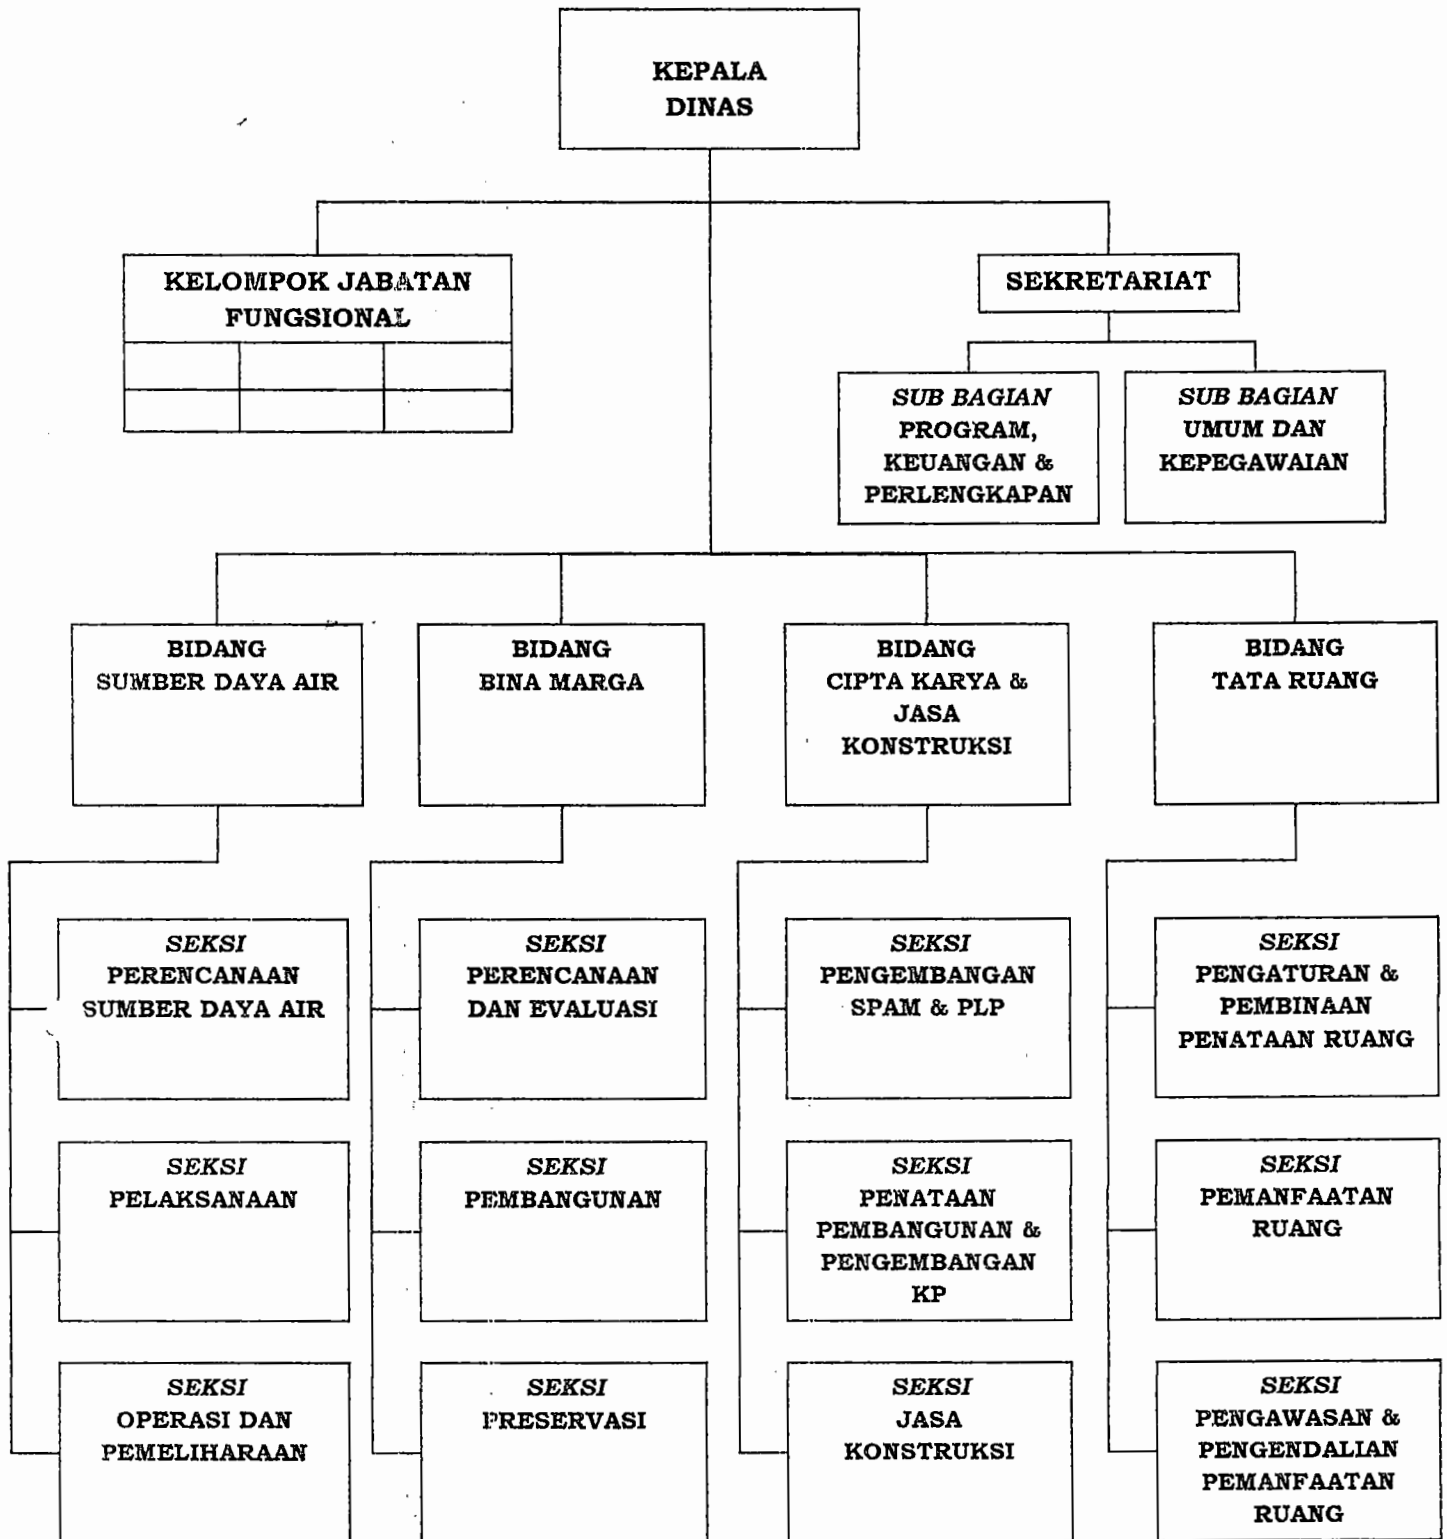 KEPALA
DINAS
KELOMPOK JABATAN
FUNGSIONAL
SEKRETARIAT
SUB BAGIAN
PROGRAM,
KEUANGAN &
PERLENGKAPAN
SUB BAGIAN
UMUM DAN
KEPEGAWAIAN
BIDANG
SUMBER DAYA AIR
BIDANG
BINA MARGA
BIDANG
CIPTA KARYA &
JASA
KONSTRUKSI
BIDANG
TATA RUANG
SEKSI
PERENCANAAN
SUMBER DAYA AIR
SEKSI
PERENCANAAN
DAN EVALUASI
SEKSI
PENGEMBANGAN
SPAM & PLP
SEKSI
PENGATURAN &
PEMBINAAN
PENATAAN RUANG
SEKSI
PELAKSANAAN
SEKSI
PEMBANGUNAN
SEKSI
PENATAAN
PEMBANGUNAN &
PENGEMBANGAN
KP
SEKSI
PEMANFAATAN
RUANG
SEKSI
OPERASI DAN
PEMELIHARAAN
SEKSI
PRESERVASI
SEKSI
JASA
KONSTRUKSI
SEKSI
PENGAWASAN &
PENGENDALIAN
PEMANFAATAN
RUANG